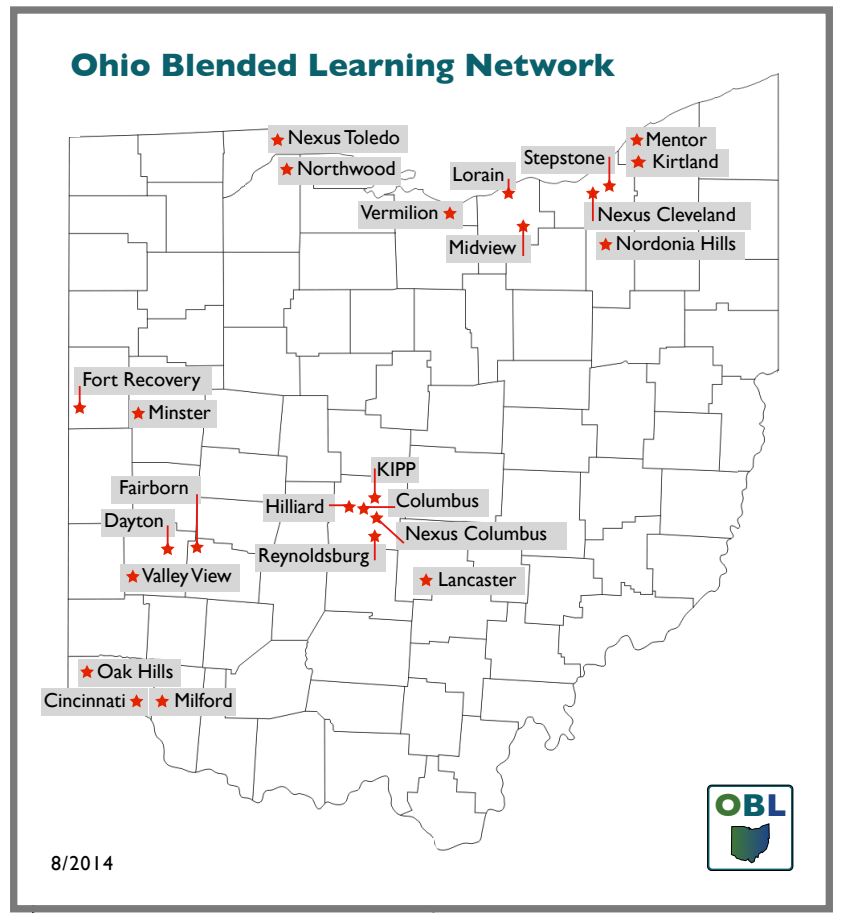 Ohio Blended Learning Network
Nexus Toledo
Mentor
Stepstone
Kirtland
Northwood
Lorain
Vermilion
Nexus Cleveland
Midview
Nordonia Hills
Fort Recovery
Minster
KIPP
Fairborn
Hilliard
Columbus
Dayton
Nexus Columbus
Reynoldsburg
Valley View
Lancaster
Oak Hills
Cincinnati
Milford
OBL
8/2014